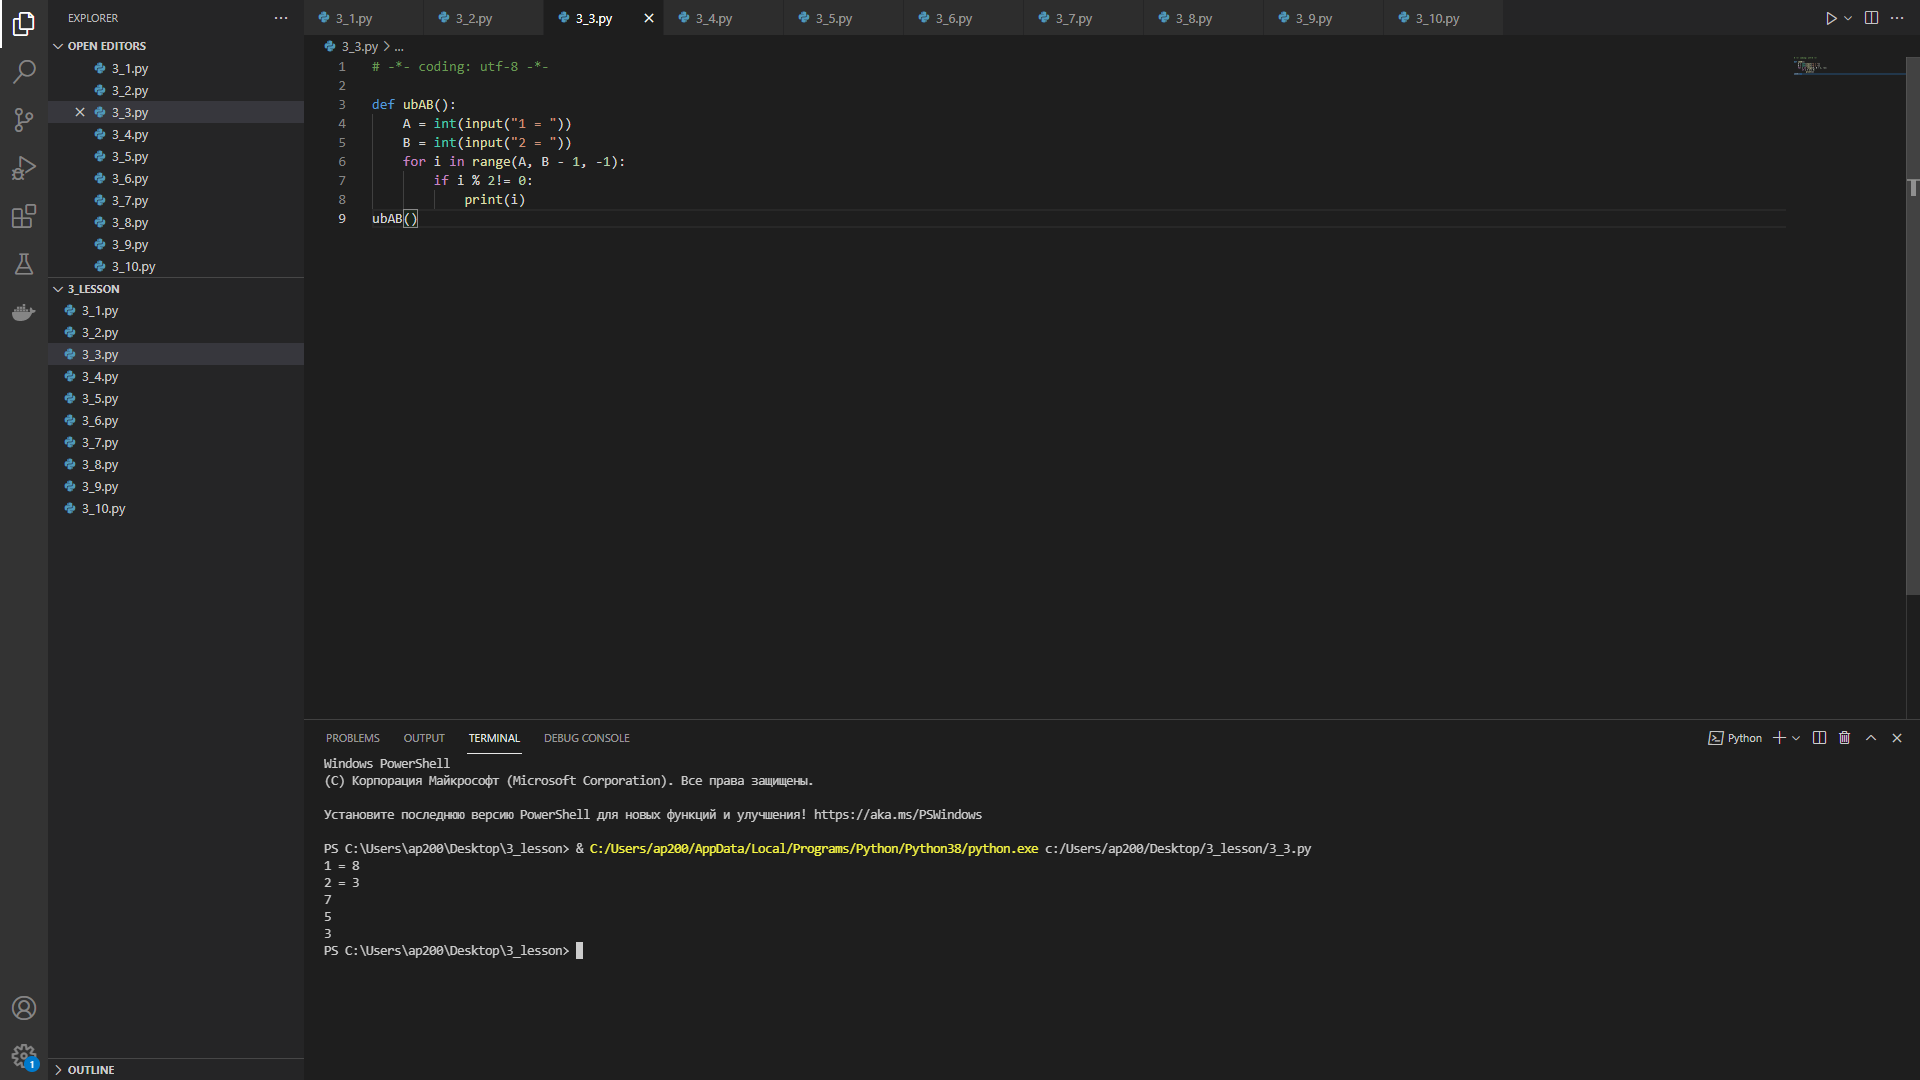 EXPLORER
OPEN EDITORS
3_1.py
3_2.py
3_3.py
3_4.py
3_5.py
3_6.py
3_7.py
3_8.py
3_9.py
3_10.py
3_LESSON
3_1.py
3_2.py
3_3.py
3_4.py
3_5.py
3_6.py
3_7.py
3_8.py
3_9.py
3_10.py
1
OUTLINE
3_1.py 3_2.py 3_3.py 3_4.py 3_5.py 3_6.py 3_7.py 3_8.py 3_9.py 3_10.py
3_3.py > ...
1 # -*- coding: utf-8 -*-
2
3 def ubAB():
4     A = int(input("1 = "))
5     B = int(input("2 = "))
6     for i in range(A, B - 1, -1):
7         if i % 2!= 0:
8             print(i)
9 ubAB()
PROBLEMS OUTPUT TERMINAL DEBUG CONSOLE Python
Windows PowerShell
(C) Корпорация Майкрософт (Microsoft Corporation). Все права защищены.
Установите последнюю версию PowerShell для новых функций и улучшения! https://aka.ms/PSWindows
PS C:\Users\ap200\Desktop\3_lesson> & C:/Users/ap200/AppData/Local/Programs/Python/Python38/python.exe c:/Users/ap200/Desktop/3_lesson/3_3.py
1 = 8
2 = 3
7
5
3
PS C:\Users\ap200\Desktop\3_lesson>